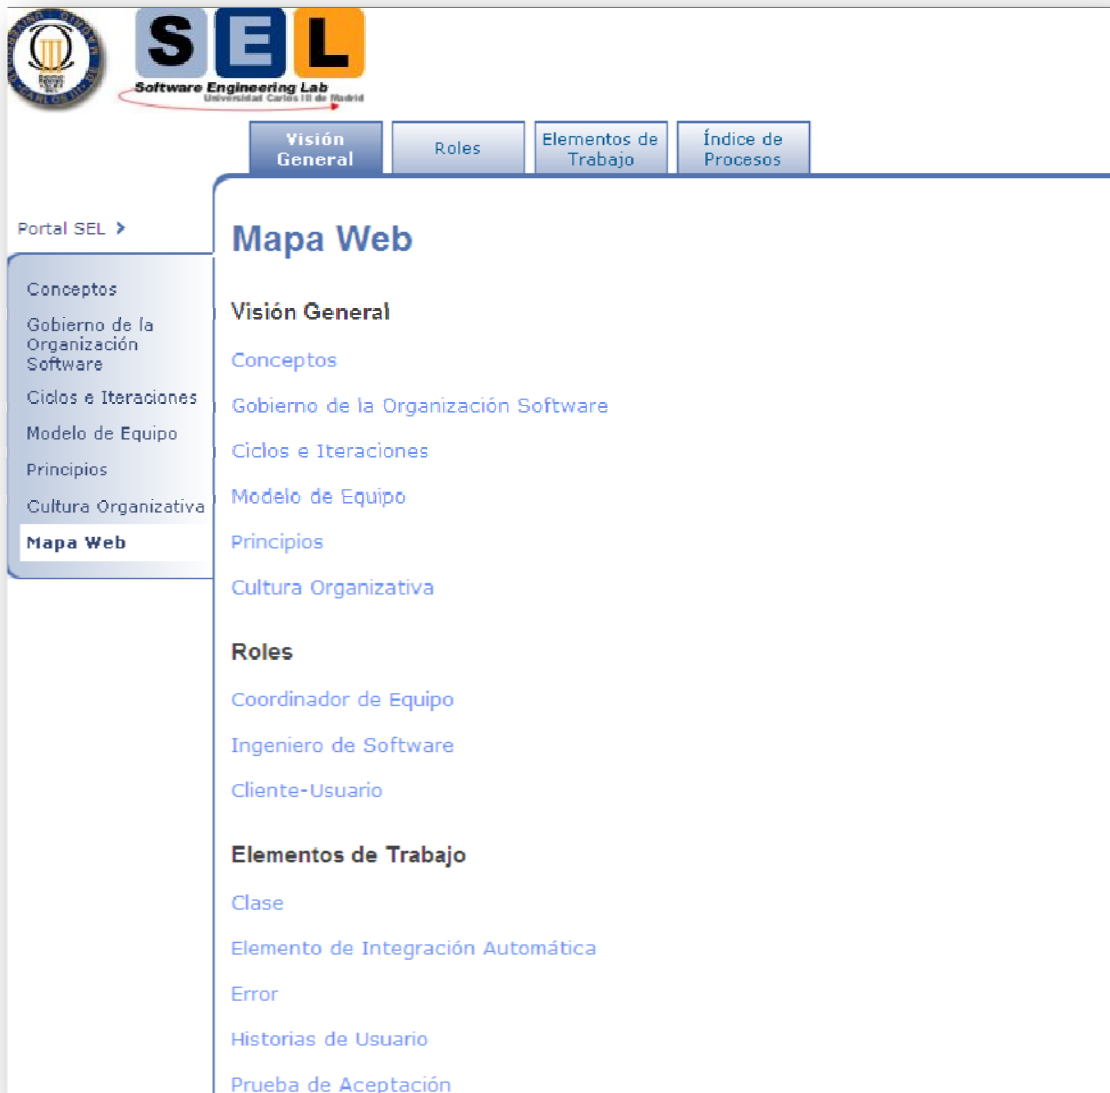 S E L
Software Engineering Lab
Universidad Carlos III de Madrid
Visión
General
Roles
Elementos de
Trabajo
Índice de
Procesos
Portal SEL >
Conceptos
Gobierno de la
Organización
Software
Ciclos e Iteraciones
Modelo de Equipo
Principios
Cultura Organizativa
Mapa Web
Mapa Web
Visión General
Conceptos
Gobierno de la Organización Software
Ciclos e Iteraciones
Modelo de Equipo
Principios
Cultura Organizativa
Roles
Coordinador de Equipo
Ingeniero de Software
Cliente-Usuario
Elementos de Trabajo
Clase
Elemento de Integración Automática
Error
Historias de Usuario
Prueba de Aceptación